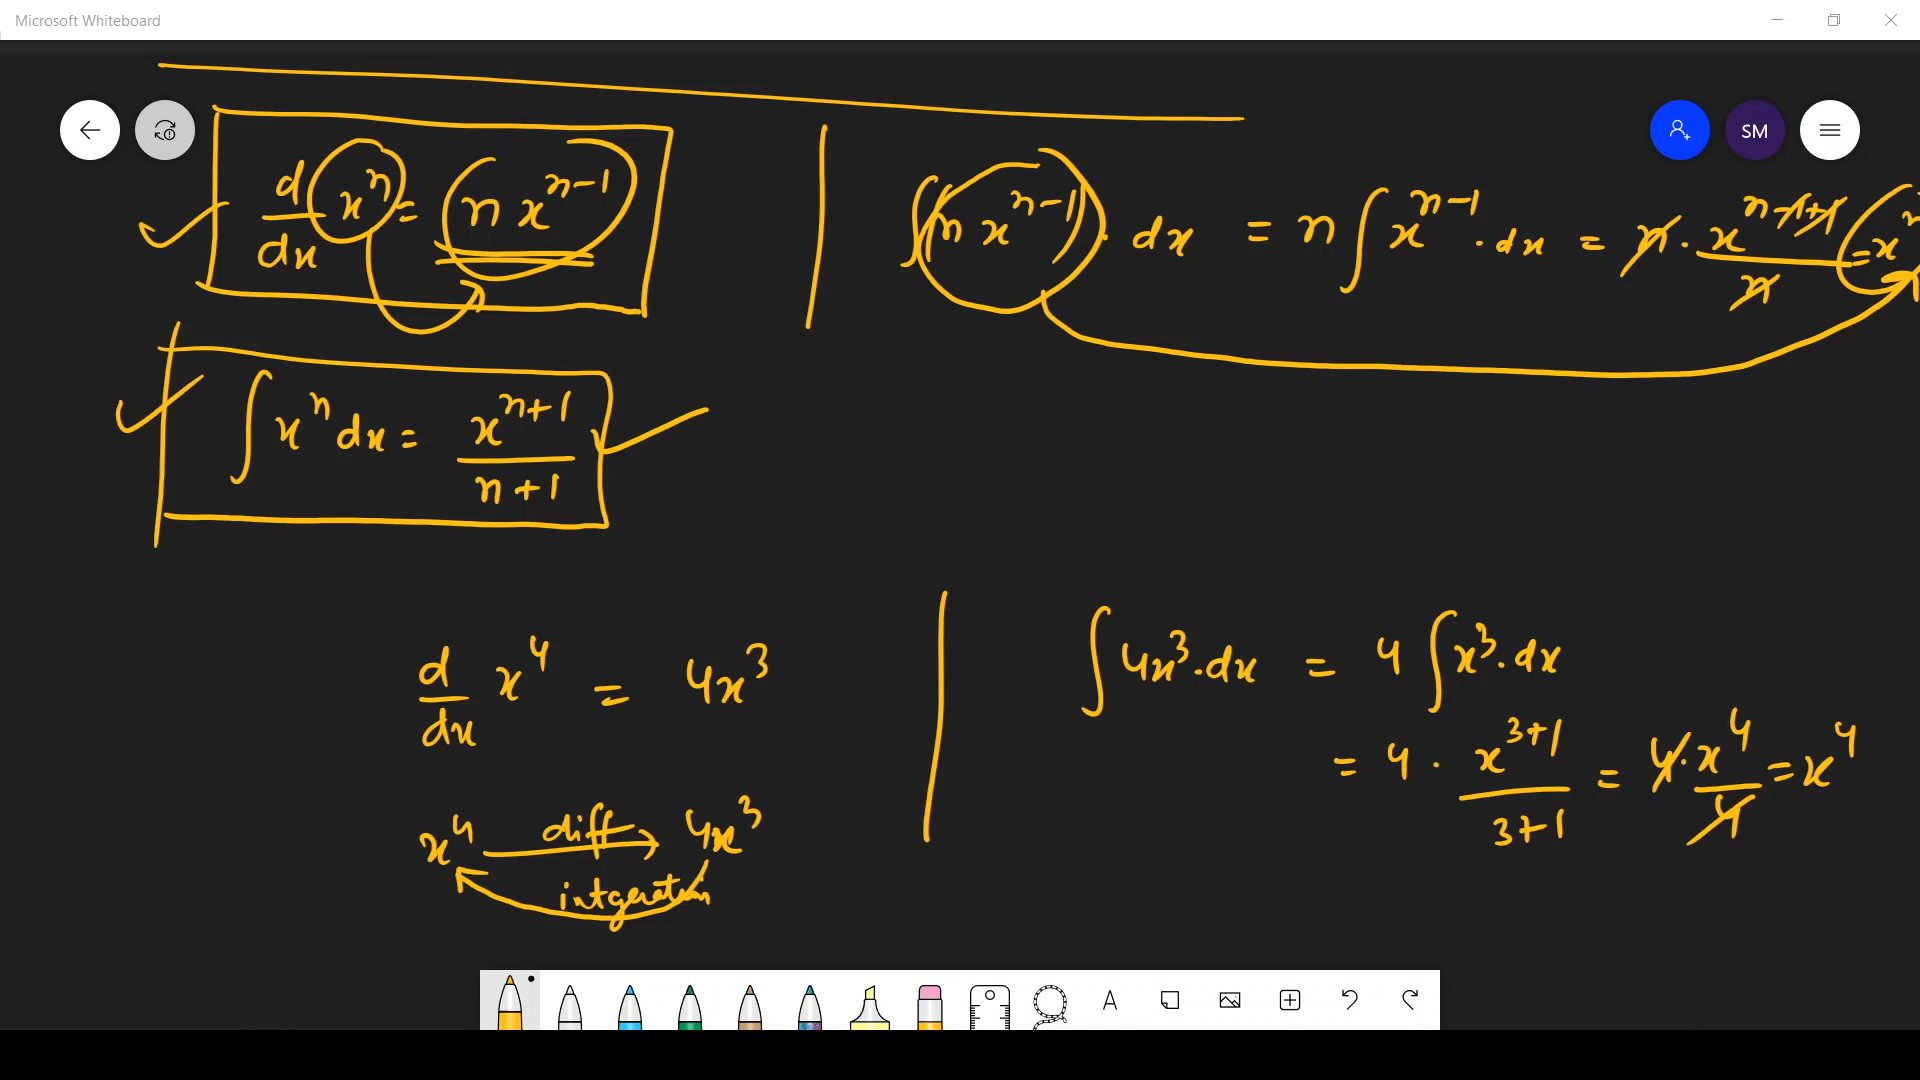 Microsoft Whiteboard
SM
d/dx x^n = n x^(n-1)
∫(n x^(n-1)) · dx = n ∫ x^(n-1) · dx = n · x^(n-1+1)/n = x^n
∫ x^n dx = x^(n+1)/(n+1)
d/dx x^4 = 4x^3
∫ 4x^3 · dx = 4 ∫ x^3 · dx
= 4 · x^(3+1)/(3+1) = 4 · x^4/4 = x^4
x^4 diff 4x^3
intgeration
A